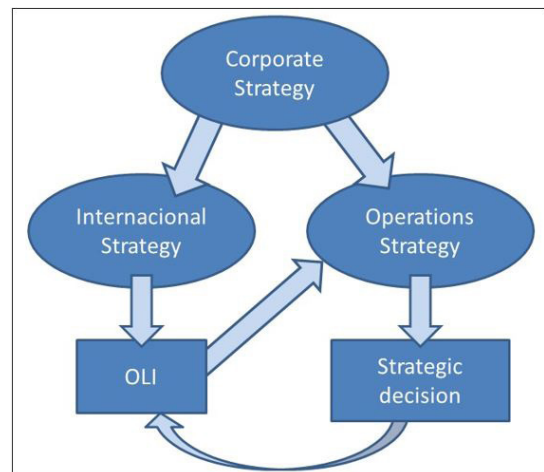 Corporate
Strategy
Internacional
Strategy
Operations
Strategy
OLI
Strategic
decision